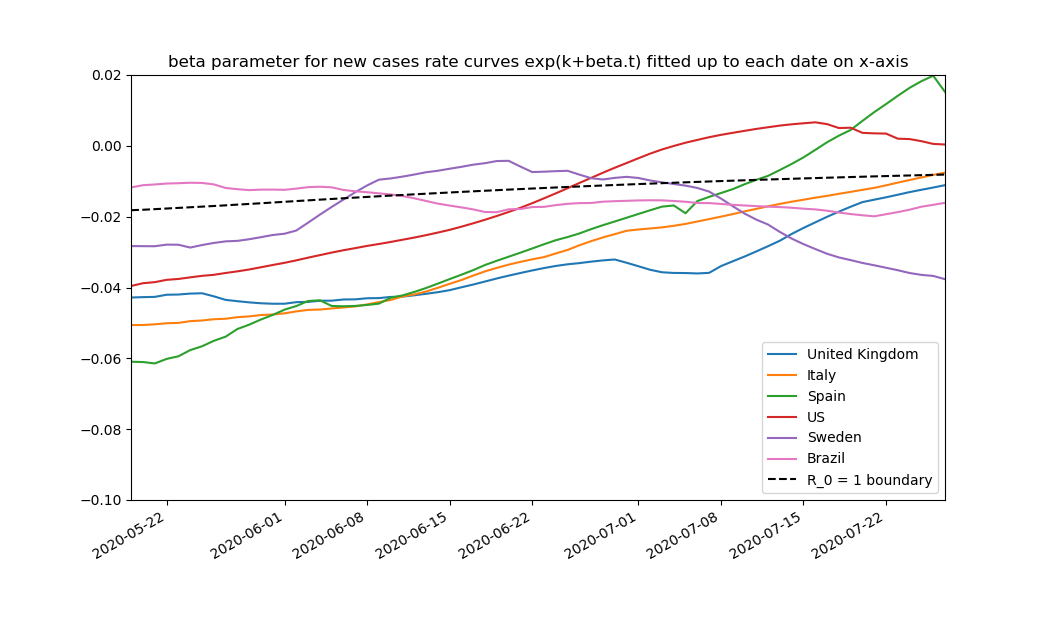 beta parameter for new cases rate curves exp(k+beta.t) fitted up to each date on x-axis
0.02
0.00
−0.02
−0.04
−0.06
−0.08
−0.10
2020-05-22
2020-06-01
2020-06-08
2020-06-15
2020-06-22
2020-07-01
2020-07-08
2020-07-15
2020-07-22
United Kingdom
Italy
Spain
US
Sweden
Brazil
R_0 = 1 boundary